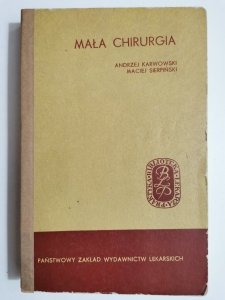 MAŁA CHIRURGIA
ANDRZEJ KARWOWSKI
MACIEJ SIERPIŃSKI
PAŃSTWOWY ZAKŁAD WYDAWNICTW LEKARSKICH